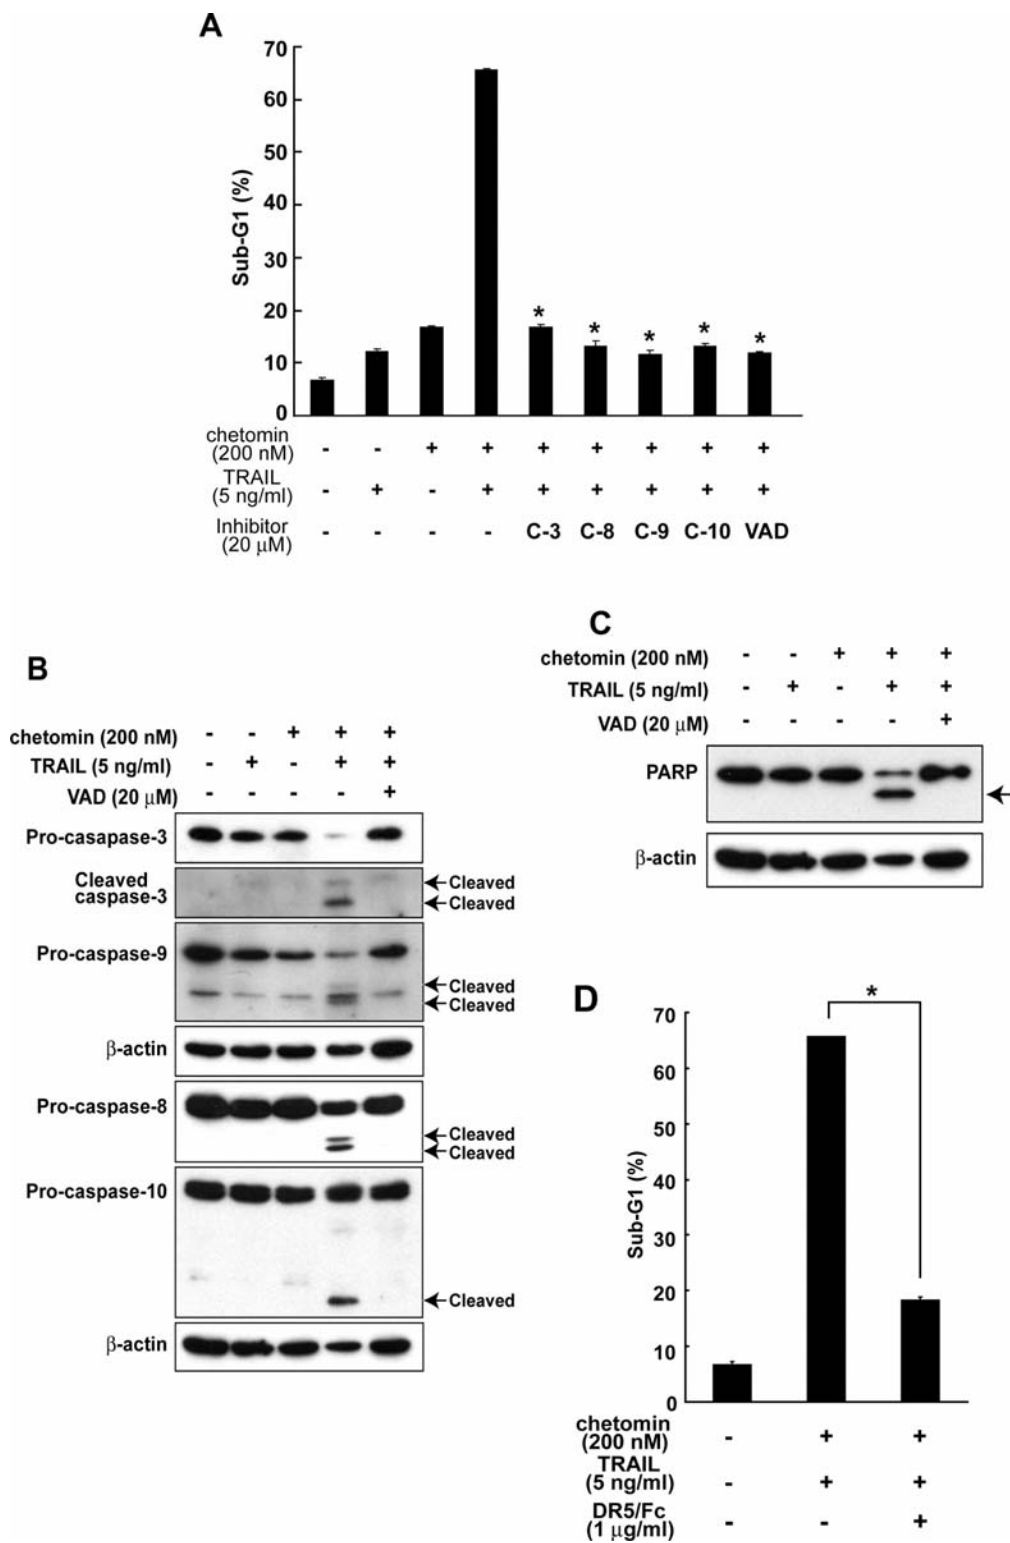 A
70
60
50
40
30
20
10
0
Sub-G1 (%)
* * * * *
chetomin
(200 nM) - - + + + + + + +
TRAIL
(5 ng/ml) - + - + + + + + +
Inhibitor
(20 μM) - - - - C-3 C-8 C-9 C-10 VAD
B
chetomin (200 nM) - - + + +
TRAIL (5 ng/ml) - + - + +
VAD (20 μM) - - - - +
Pro-casapase-3
Cleaved
caspase-3
Cleaved
Cleaved
Pro-caspase-9
Cleaved
Cleaved
β-actin
Pro-caspase-8
Cleaved
Cleaved
Pro-caspase-10
Cleaved
β-actin
C
chetomin (200 nM) - - + + +
TRAIL (5 ng/ml) - + - + +
VAD (20 μM) - - - - +
PARP
β-actin
D
*
70
60
50
40
30
20
10
0
Sub-G1 (%)
chetomin
(200 nM) - + +
TRAIL
(5 ng/ml) - + +
DR5/Fc
(1 μg/ml) - - +